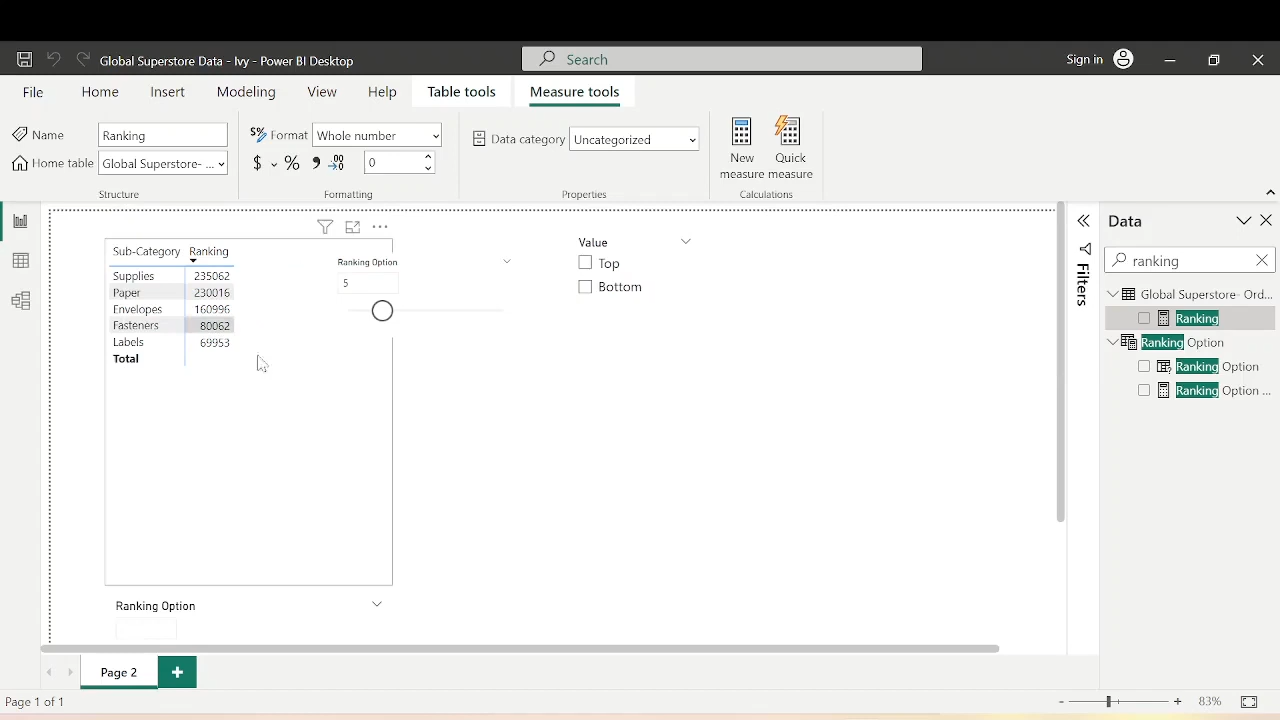 Global Superstore Data - Ivy - Power BI Desktop
Search
Sign in
File Home Insert Modeling View Help Table tools Measure tools
Name Ranking
Format Whole number
Data category Uncategorized
Home table Global Superstore- ...
$ % 0
New measure
Quick measure
Structure Formatting Properties Calculations
Sub-Category Ranking
Supplies 235062
Paper 230016
Envelopes 160996
Fasteners 80062
Labels 69953
Total
Ranking Option
5
Value
Top
Bottom
Ranking Option
Filters
Data
ranking
Global Superstore- Ord...
Ranking
Ranking Option
Ranking Option
Ranking Option ...
Page 2
Page 1 of 1
- + 83%